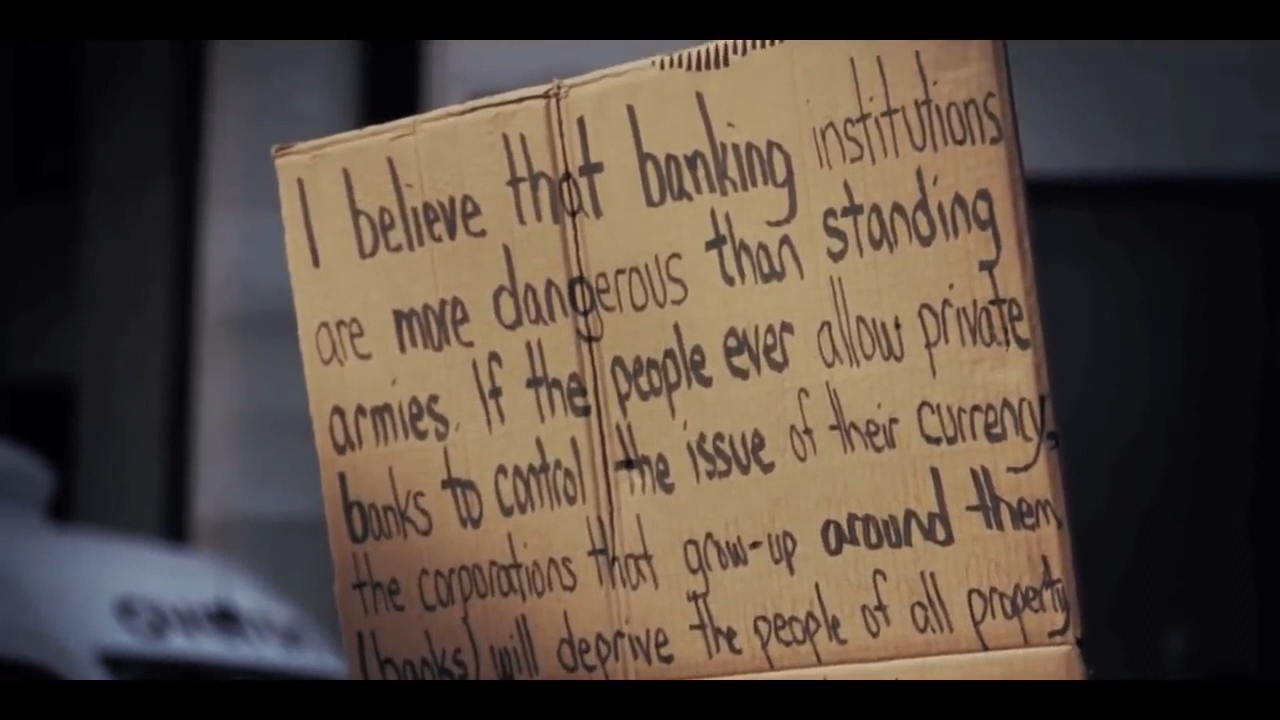 I believe that banking institutions
are more dangerous than standing
armies. If the people ever allow private
banks to control the issue of their currency,
the corporations that grow-up around them
(banks) will deprive the people of all property